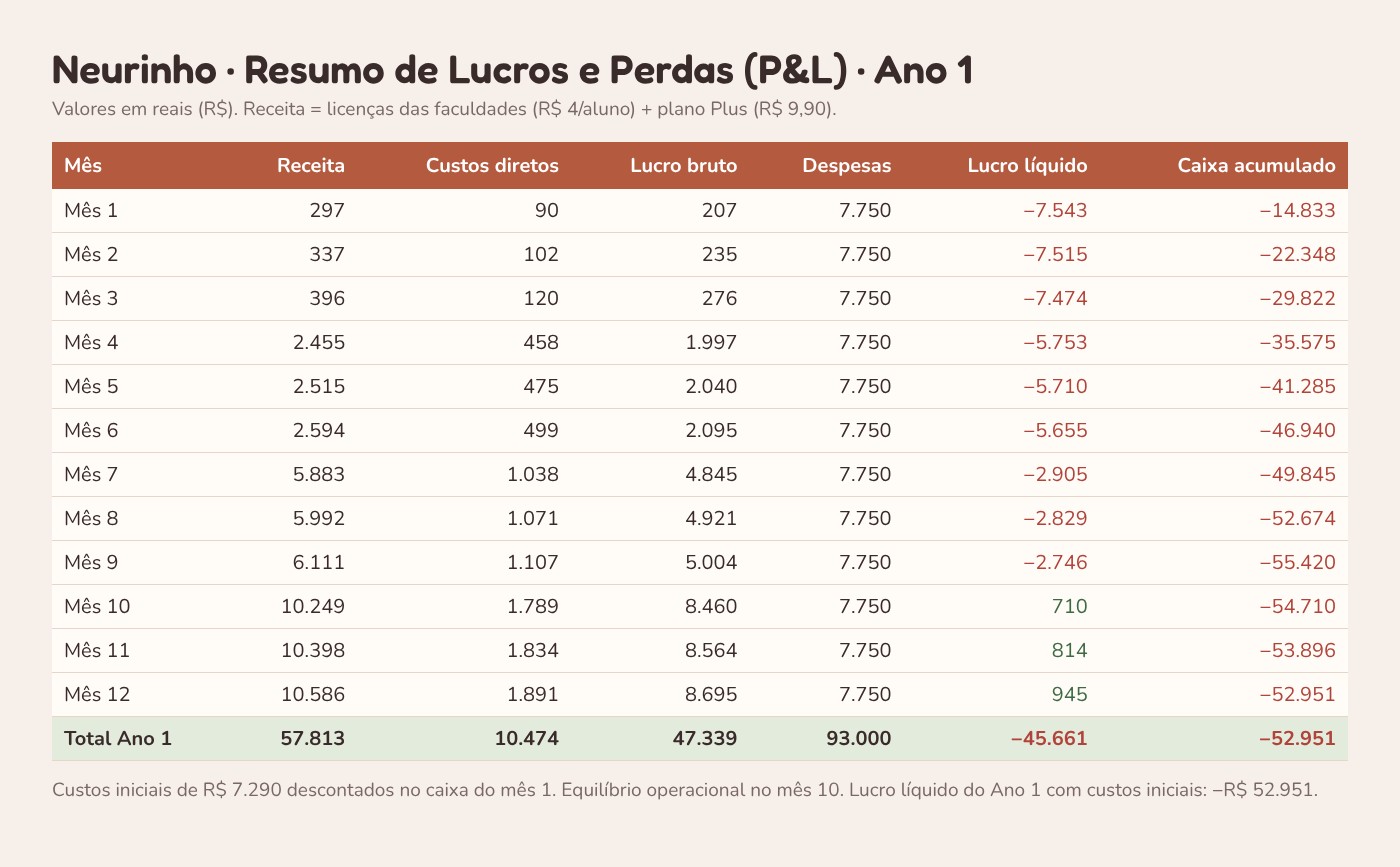 Neurinho · Resumo de Lucros e Perdas (P&L) · Ano 1
Valores em reais (R$). Receita = licenças das faculdades (R$ 4/aluno) + plano Plus (R$ 9,90).
Mês Receita Custos diretos Lucro bruto Despesas Lucro líquido Caixa acumulado
Mês 1 297 90 207 7.750 −7.543 −14.833
Mês 2 337 102 235 7.750 −7.515 −22.348
Mês 3 396 120 276 7.750 −7.474 −29.822
Mês 4 2.455 458 1.997 7.750 −5.753 −35.575
Mês 5 2.515 475 2.040 7.750 −5.710 −41.285
Mês 6 2.594 499 2.095 7.750 −5.655 −46.940
Mês 7 5.883 1.038 4.845 7.750 −2.905 −49.845
Mês 8 5.992 1.071 4.921 7.750 −2.829 −52.674
Mês 9 6.111 1.107 5.004 7.750 −2.746 −55.420
Mês 10 10.249 1.789 8.460 7.750 710 −54.710
Mês 11 10.398 1.834 8.564 7.750 814 −53.896
Mês 12 10.586 1.891 8.695 7.750 945 −52.951
Total Ano 1 57.813 10.474 47.339 93.000 −45.661 −52.951
Custos iniciais de R$ 7.290 descontados no caixa do mês 1. Equilíbrio operacional no mês 10. Lucro líquido do Ano 1 com custos iniciais: −R$ 52.951.